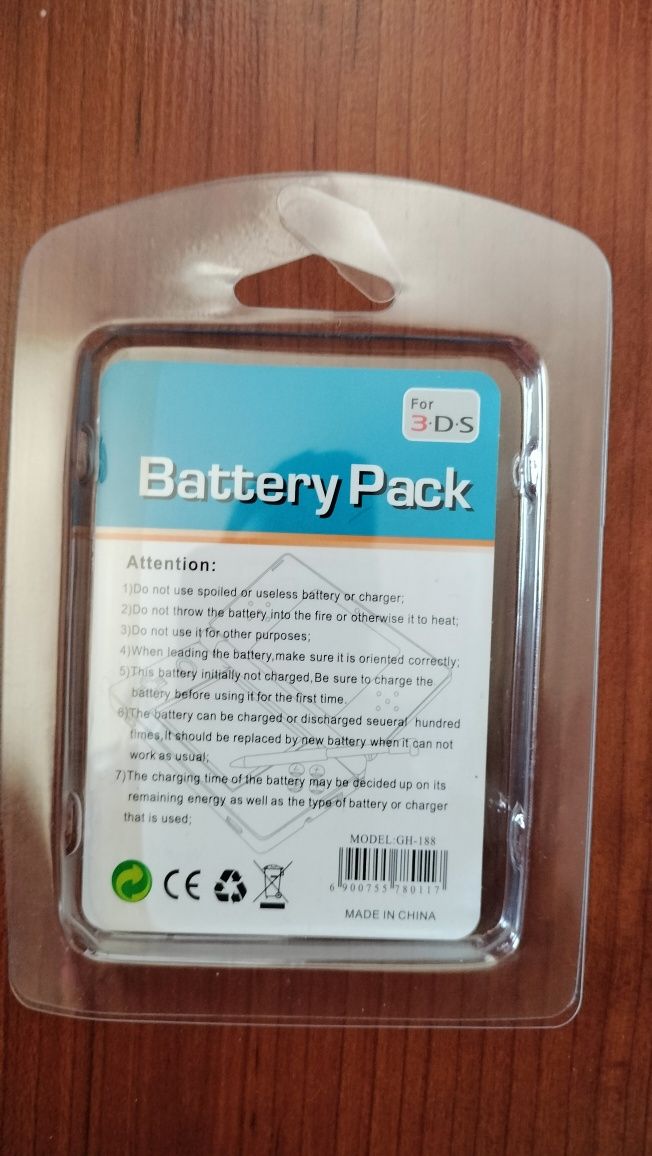 For
3·D·S
Battery Pack
Attention:
1)Do not use spoiled or useless battery or charger;
2)Do not throw the battery into the fire or otherwise it to heat;
3)Do not use it for other purposes;
4)When leading the battery,make sure it is oriented correctly;
5)This battery initially not charged,Be sure to charge the
battery before using it for the first time.
6)The battery can be charged or discharged seueral hundred
times,It should be replaced by new battery when it can not
work as usual;
7)The charging time of the battery may be decided up on its
remaining energy as well as the type of battery or charger
that is used;
MODEL:GH-188
CE
6 900755 780117
MADE IN CHINA